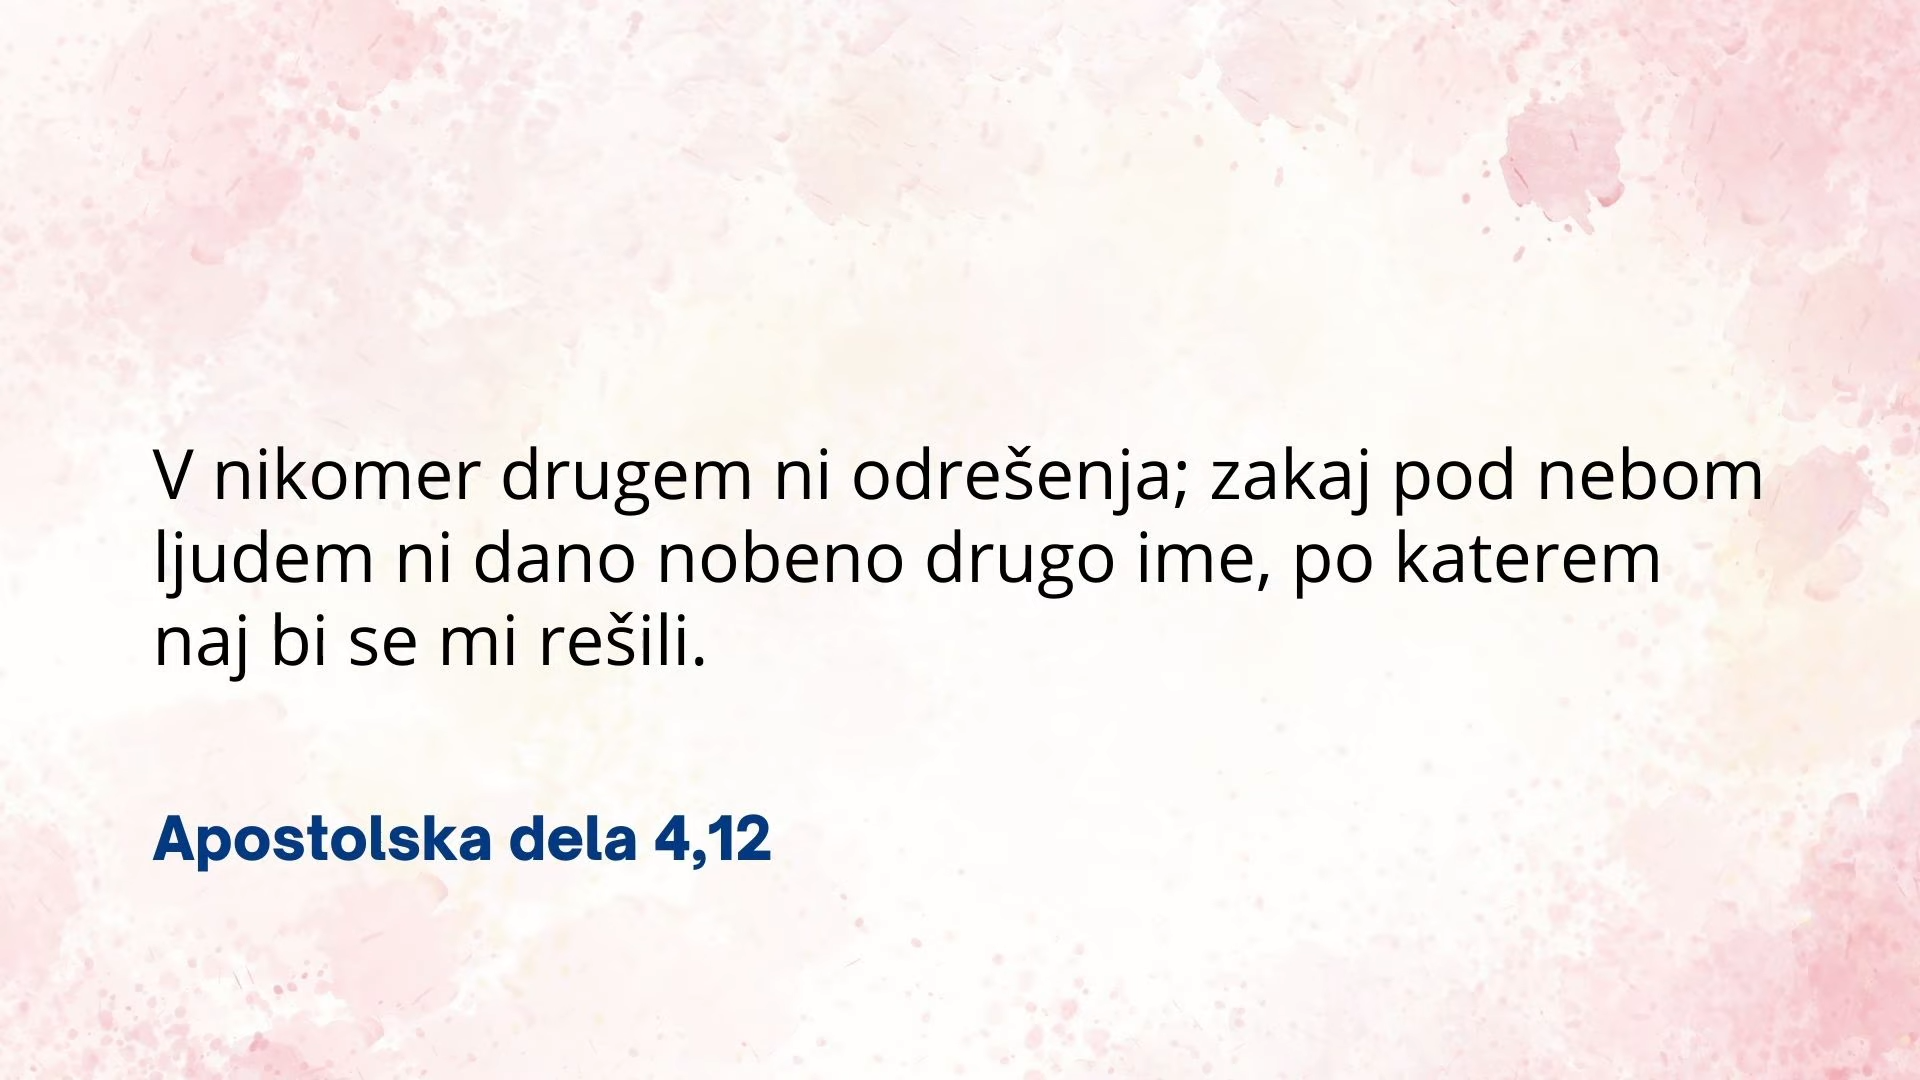 V nikomer drugem ni odrešenja; zakaj pod nebom
ljudem ni dano nobeno drugo ime, po katerem
naj bi se mi rešili.
Apostolska dela 4,12